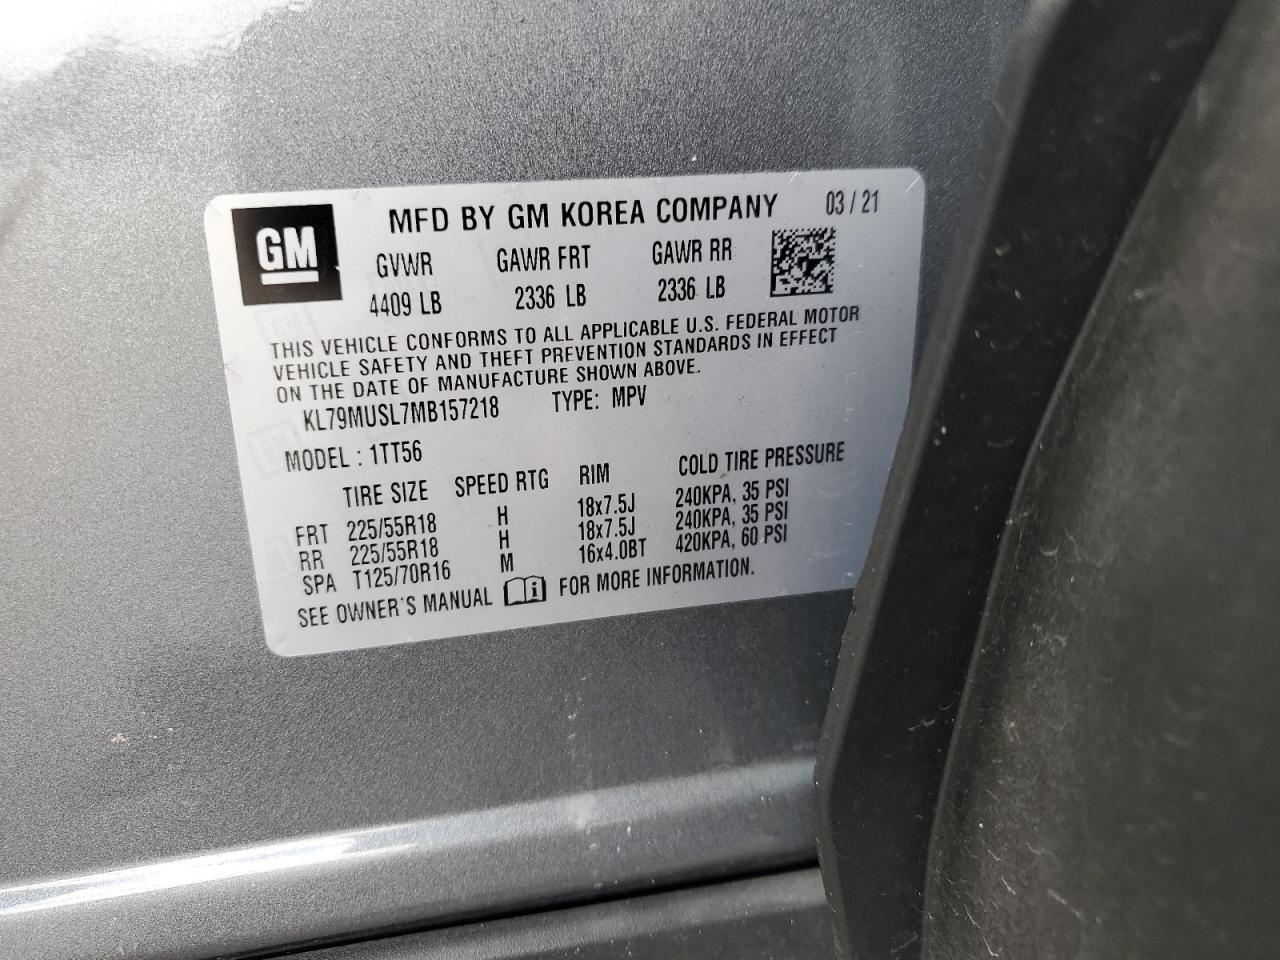 GM
MFD BY GM KOREA COMPANY 03 / 21
GVWR GAWR FRT GAWR RR
4409 LB 2336 LB 2336 LB
THIS VEHICLE CONFORMS TO ALL APPLICABLE U.S. FEDERAL MOTOR
VEHICLE SAFETY AND THEFT PREVENTION STANDARDS IN EFFECT
ON THE DATE OF MANUFACTURE SHOWN ABOVE.
KL79MUSL7MB157218 TYPE: MPV
MODEL : 1TT56
TIRE SIZE SPEED RTG RIM COLD TIRE PRESSURE
FRT 225/55R18 H 18x7.5J 240KPA, 35 PSI
RR 225/55R18 H 18x7.5J 240KPA, 35 PSI
SPA T125/70R16 M 16x4.0BT 420KPA, 60 PSI
SEE OWNER'S MANUAL FOR MORE INFORMATION.